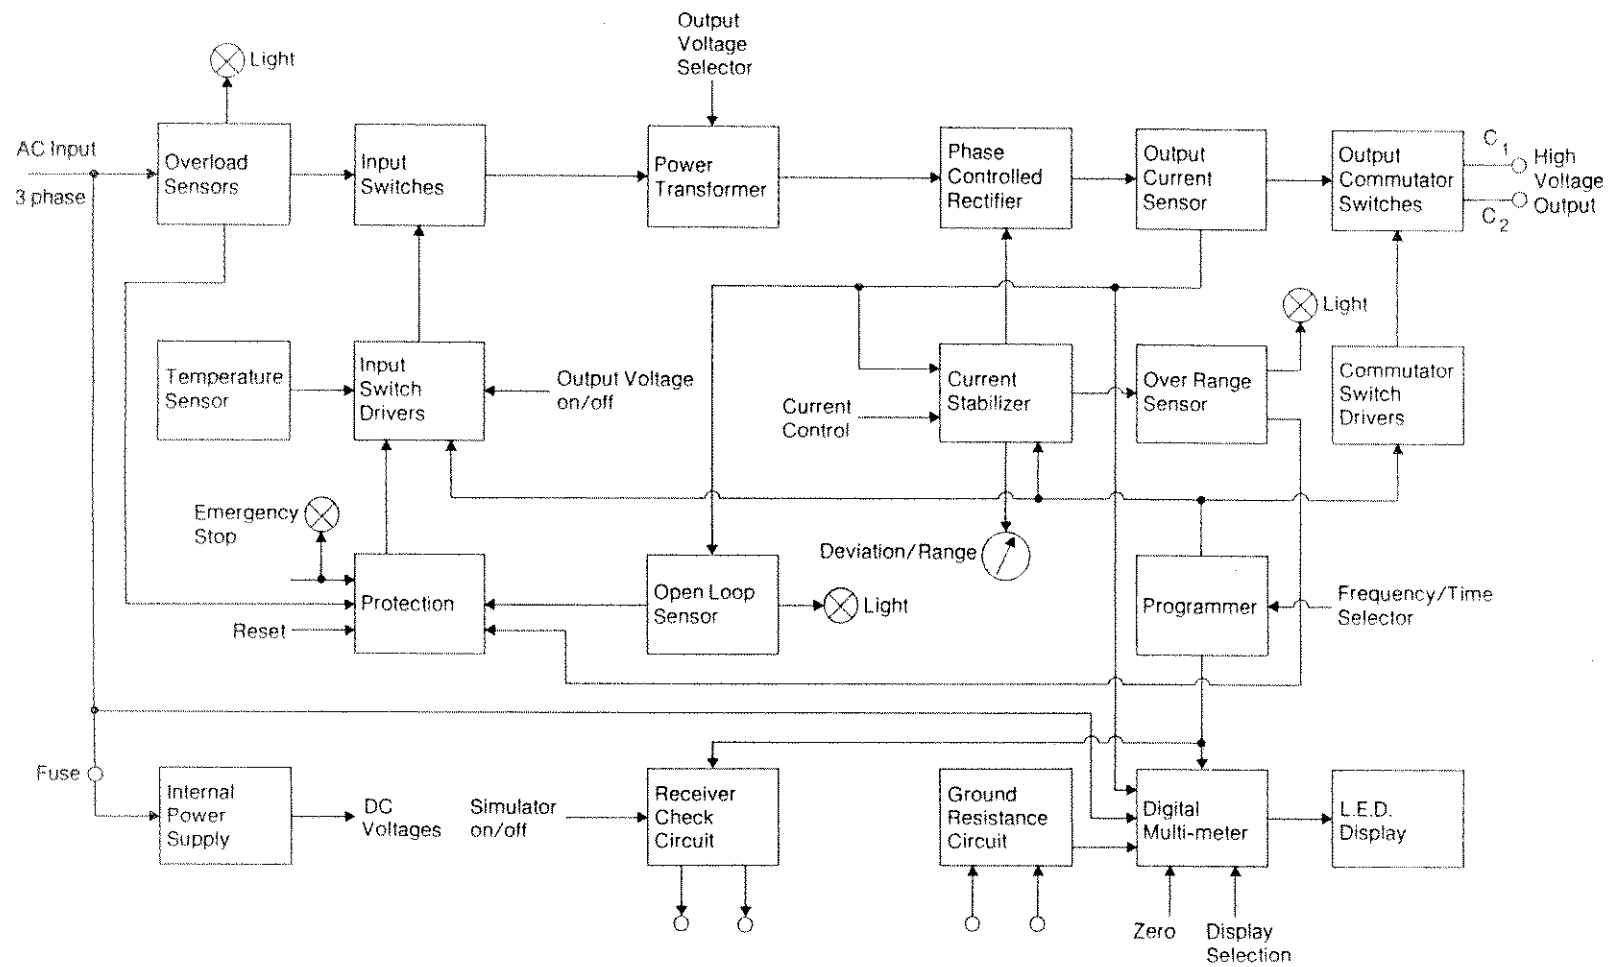 Output
Voltage
Selector
Light
AC Input
3 phase
Overload
Sensors
Input
Switches
Power
Transformer
Phase
Controlled
Rectifier
Output
Current
Sensor
Output
Commutator
Switches
C1
C2
High
Voltage
Output
Light
Temperature
Sensor
Input
Switch
Drivers
Output Voltage
on/off
Current
Control
Current
Stabilizer
Over Range
Sensor
Commutator
Switch
Drivers
Emergency
Stop
Deviation/Range
Protection
Reset
Open Loop
Sensor
Light
Programmer
Frequency/Time
Selector
Fuse
Internal
Power
Supply
DC
Voltages
Simulator
on/off
Receiver
Check
Circuit
Ground
Resistance
Circuit
Digital
Multi-meter
L.E.D.
Display
Zero
Display
Selection